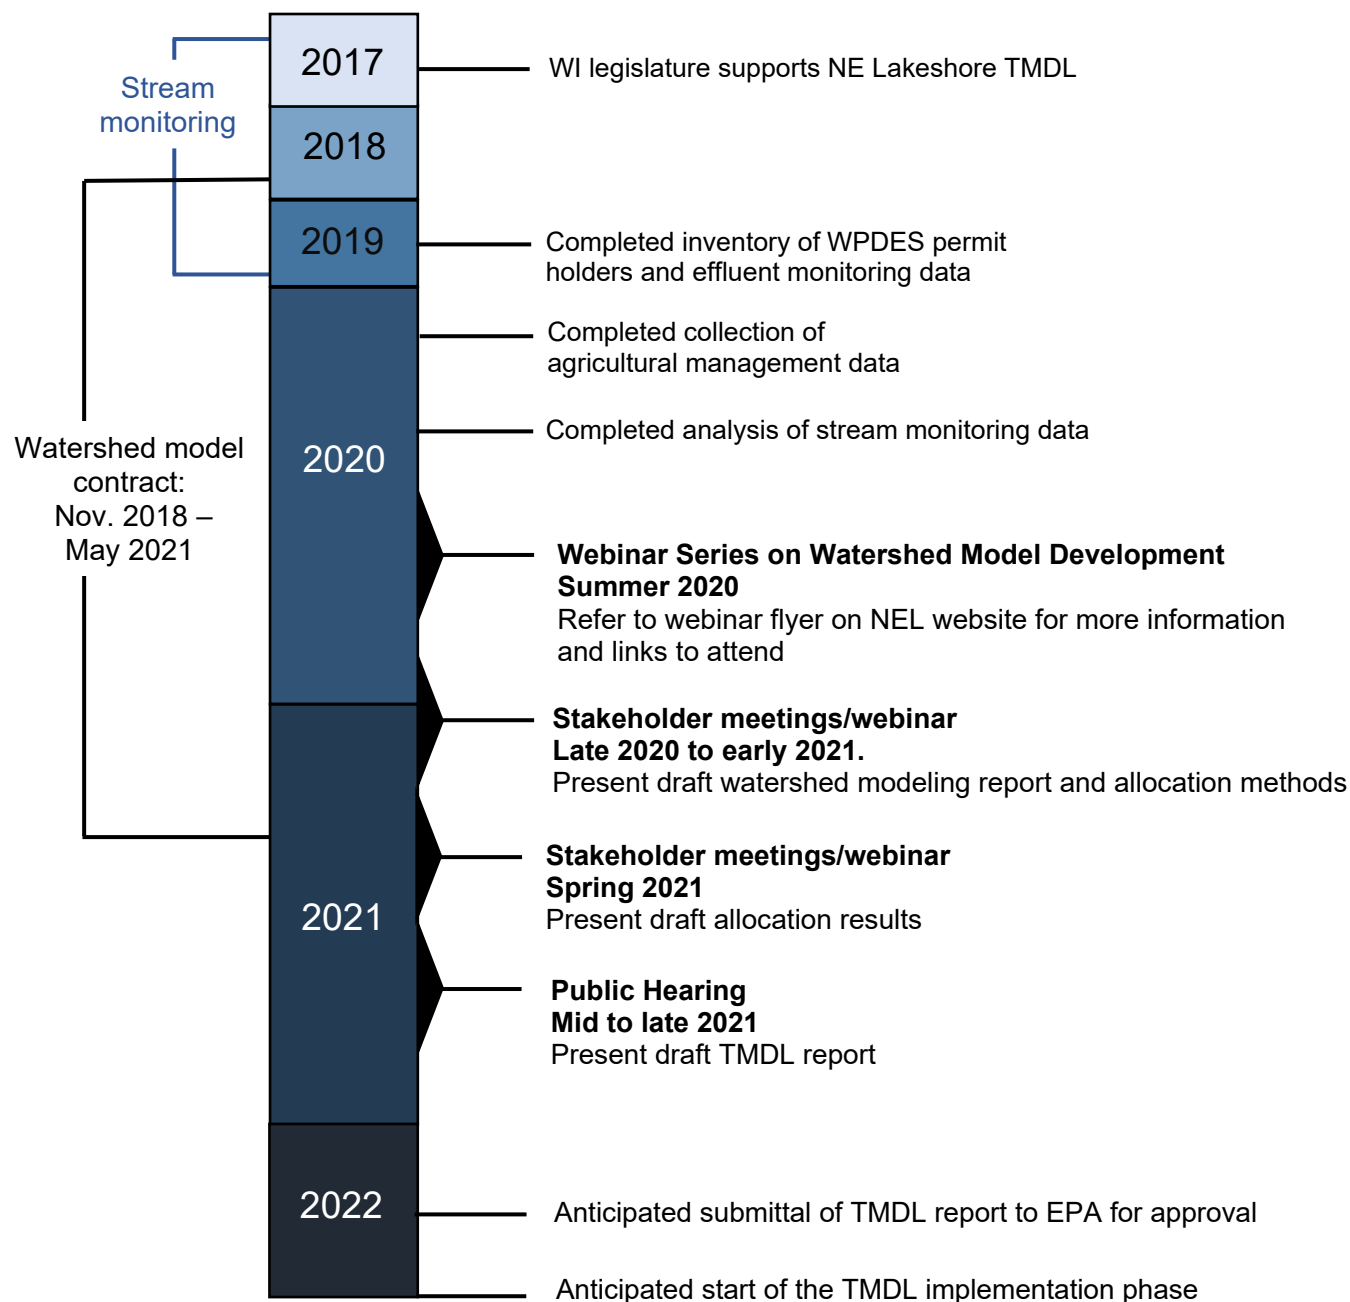 2017
WI legislature supports NE Lakeshore TMDL
Stream
monitoring
2018
2019
Completed inventory of WPDES permit
holders and effluent monitoring data
Completed collection of
agricultural management data
2020
Completed analysis of stream monitoring data
Watershed model
contract:
Nov. 2018 –
May 2021
Webinar Series on Watershed Model Development
Summer 2020
Refer to webinar flyer on NEL website for more information
and links to attend
Stakeholder meetings/webinar
Late 2020 to early 2021.
Present draft watershed modeling report and allocation methods
2021
Stakeholder meetings/webinar
Spring 2021
Present draft allocation results
Public Hearing
Mid to late 2021
Present draft TMDL report
2022
Anticipated submittal of TMDL report to EPA for approval
Anticipated start of the TMDL implementation phase